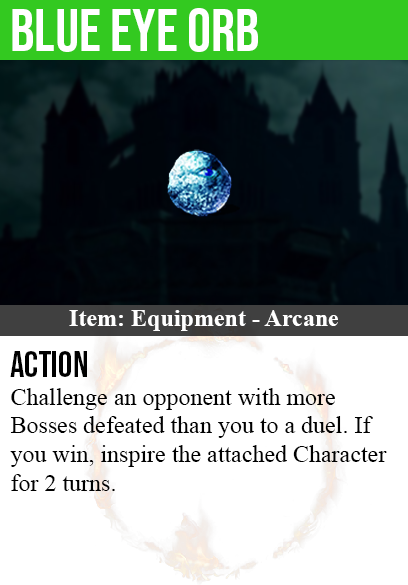 BLUE EYE ORB
Item: Equipment - Arcane
ACTION
Challenge an opponent with more
Bosses defeated than you to a duel. If
you win, inspire the attached Character
for 2 turns.